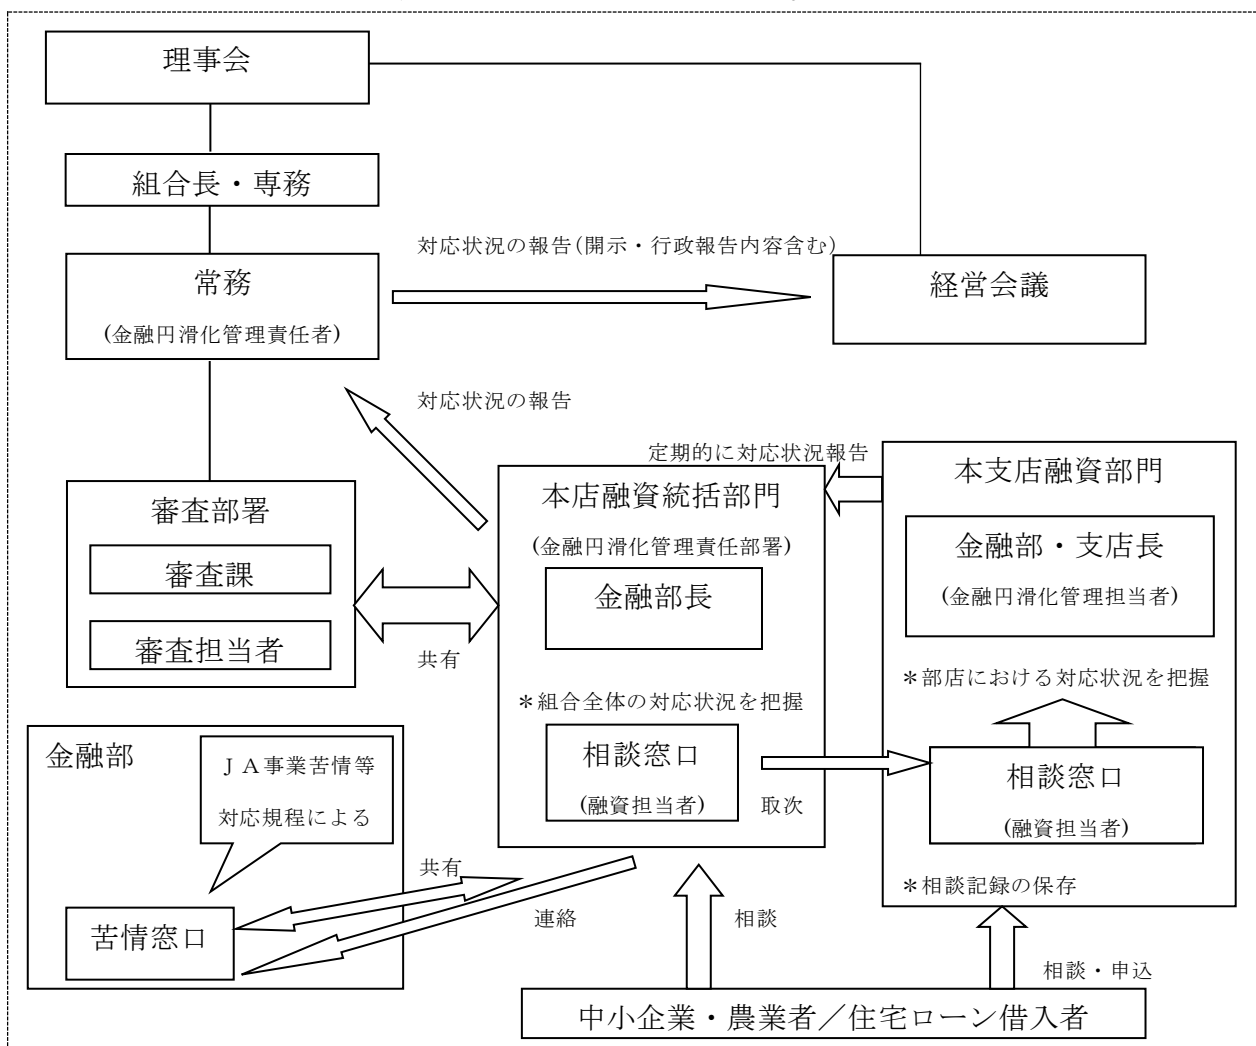 理事会
組合長・専務
対応状況の報告(開示・行政報告内容含む)
常務
(金融円滑化管理責任者)
経営会議
対応状況の報告
定期的に対応状況報告
審査部署
審査課
審査担当者
共有
本店融資統括部門
(金融円滑化管理責任部署)
金融部長
＊組合全体の対応状況を把握
相談窓口
(融資担当者)
取次
本支店融資部門
金融部・支店長
(金融円滑化管理担当者)
＊部店における対応状況を把握
相談窓口
(融資担当者)
＊相談記録の保存
金融部
ＪＡ事業苦情等
対応規程による
苦情窓口
共有
連絡
相談
相談・申込
中小企業・農業者／住宅ローン借入者